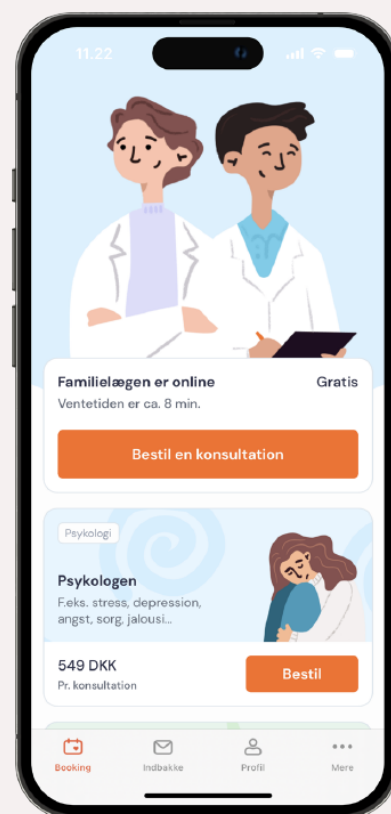 11.22
Familielægen er online
Gratis
Ventetiden er ca. 8 min.
Bestil en konsultation
Psykologi
Psykologen
F.eks. stress, depression,
angst, sorg, jalousi...
549 DKK
Pr. konsultation
Bestil
Booking
Indbakke
Profil
Mere